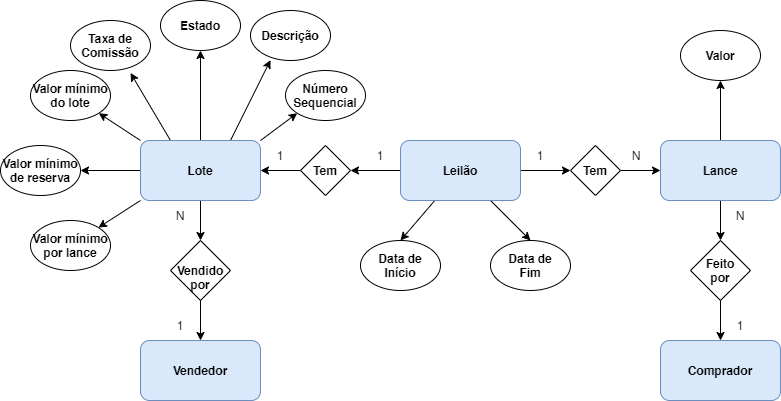 Estado
Descrição
Taxa de
Comissão
Valor
Valor mínimo
do lote
Número
Sequencial
Valor mínimo
de reserva
Lote
1
Tem
1
Leilão
1
Tem
N
Lance
Valor mínimo
por lance
N
Data de
Início
Data de
Fim
N
Vendido
por
Feito
por
1
1
Vendedor
Comprador